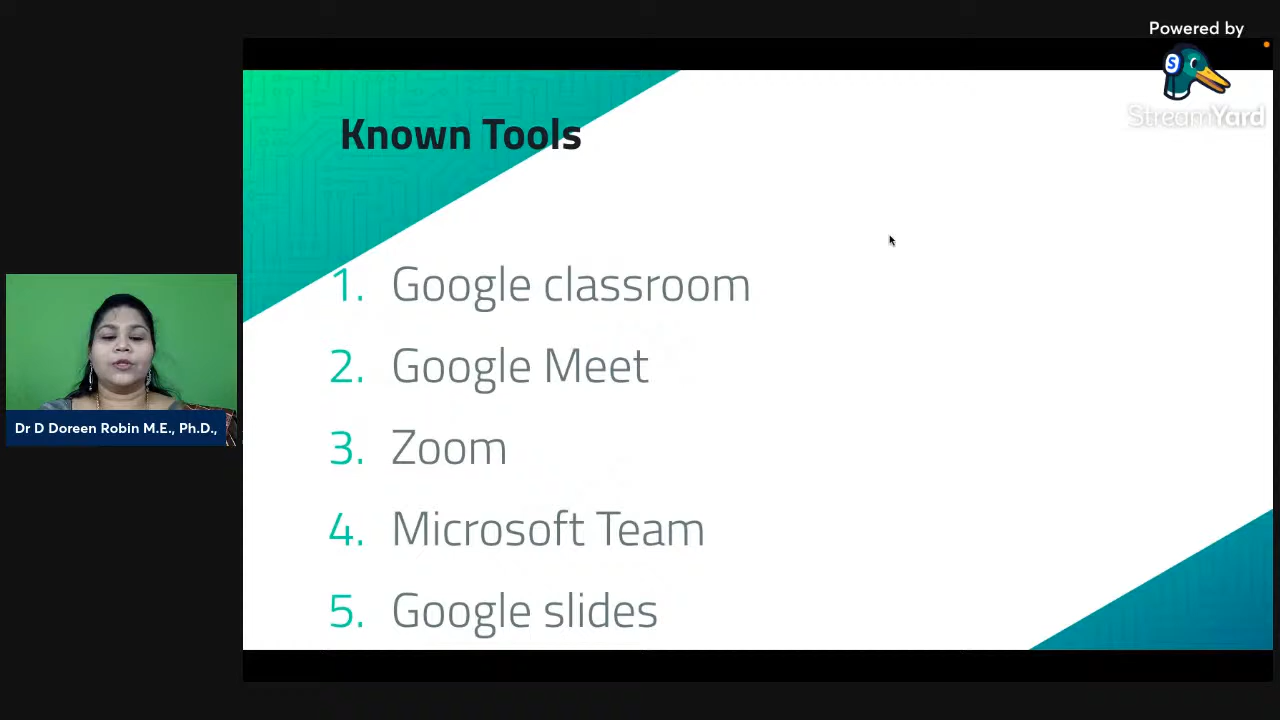 Powered by
StreamYard
Known Tools
1. Google classroom
2. Google Meet
3. Zoom
4. Microsoft Team
5. Google slides
Dr D Doreen Robin M.E., Ph.D.,